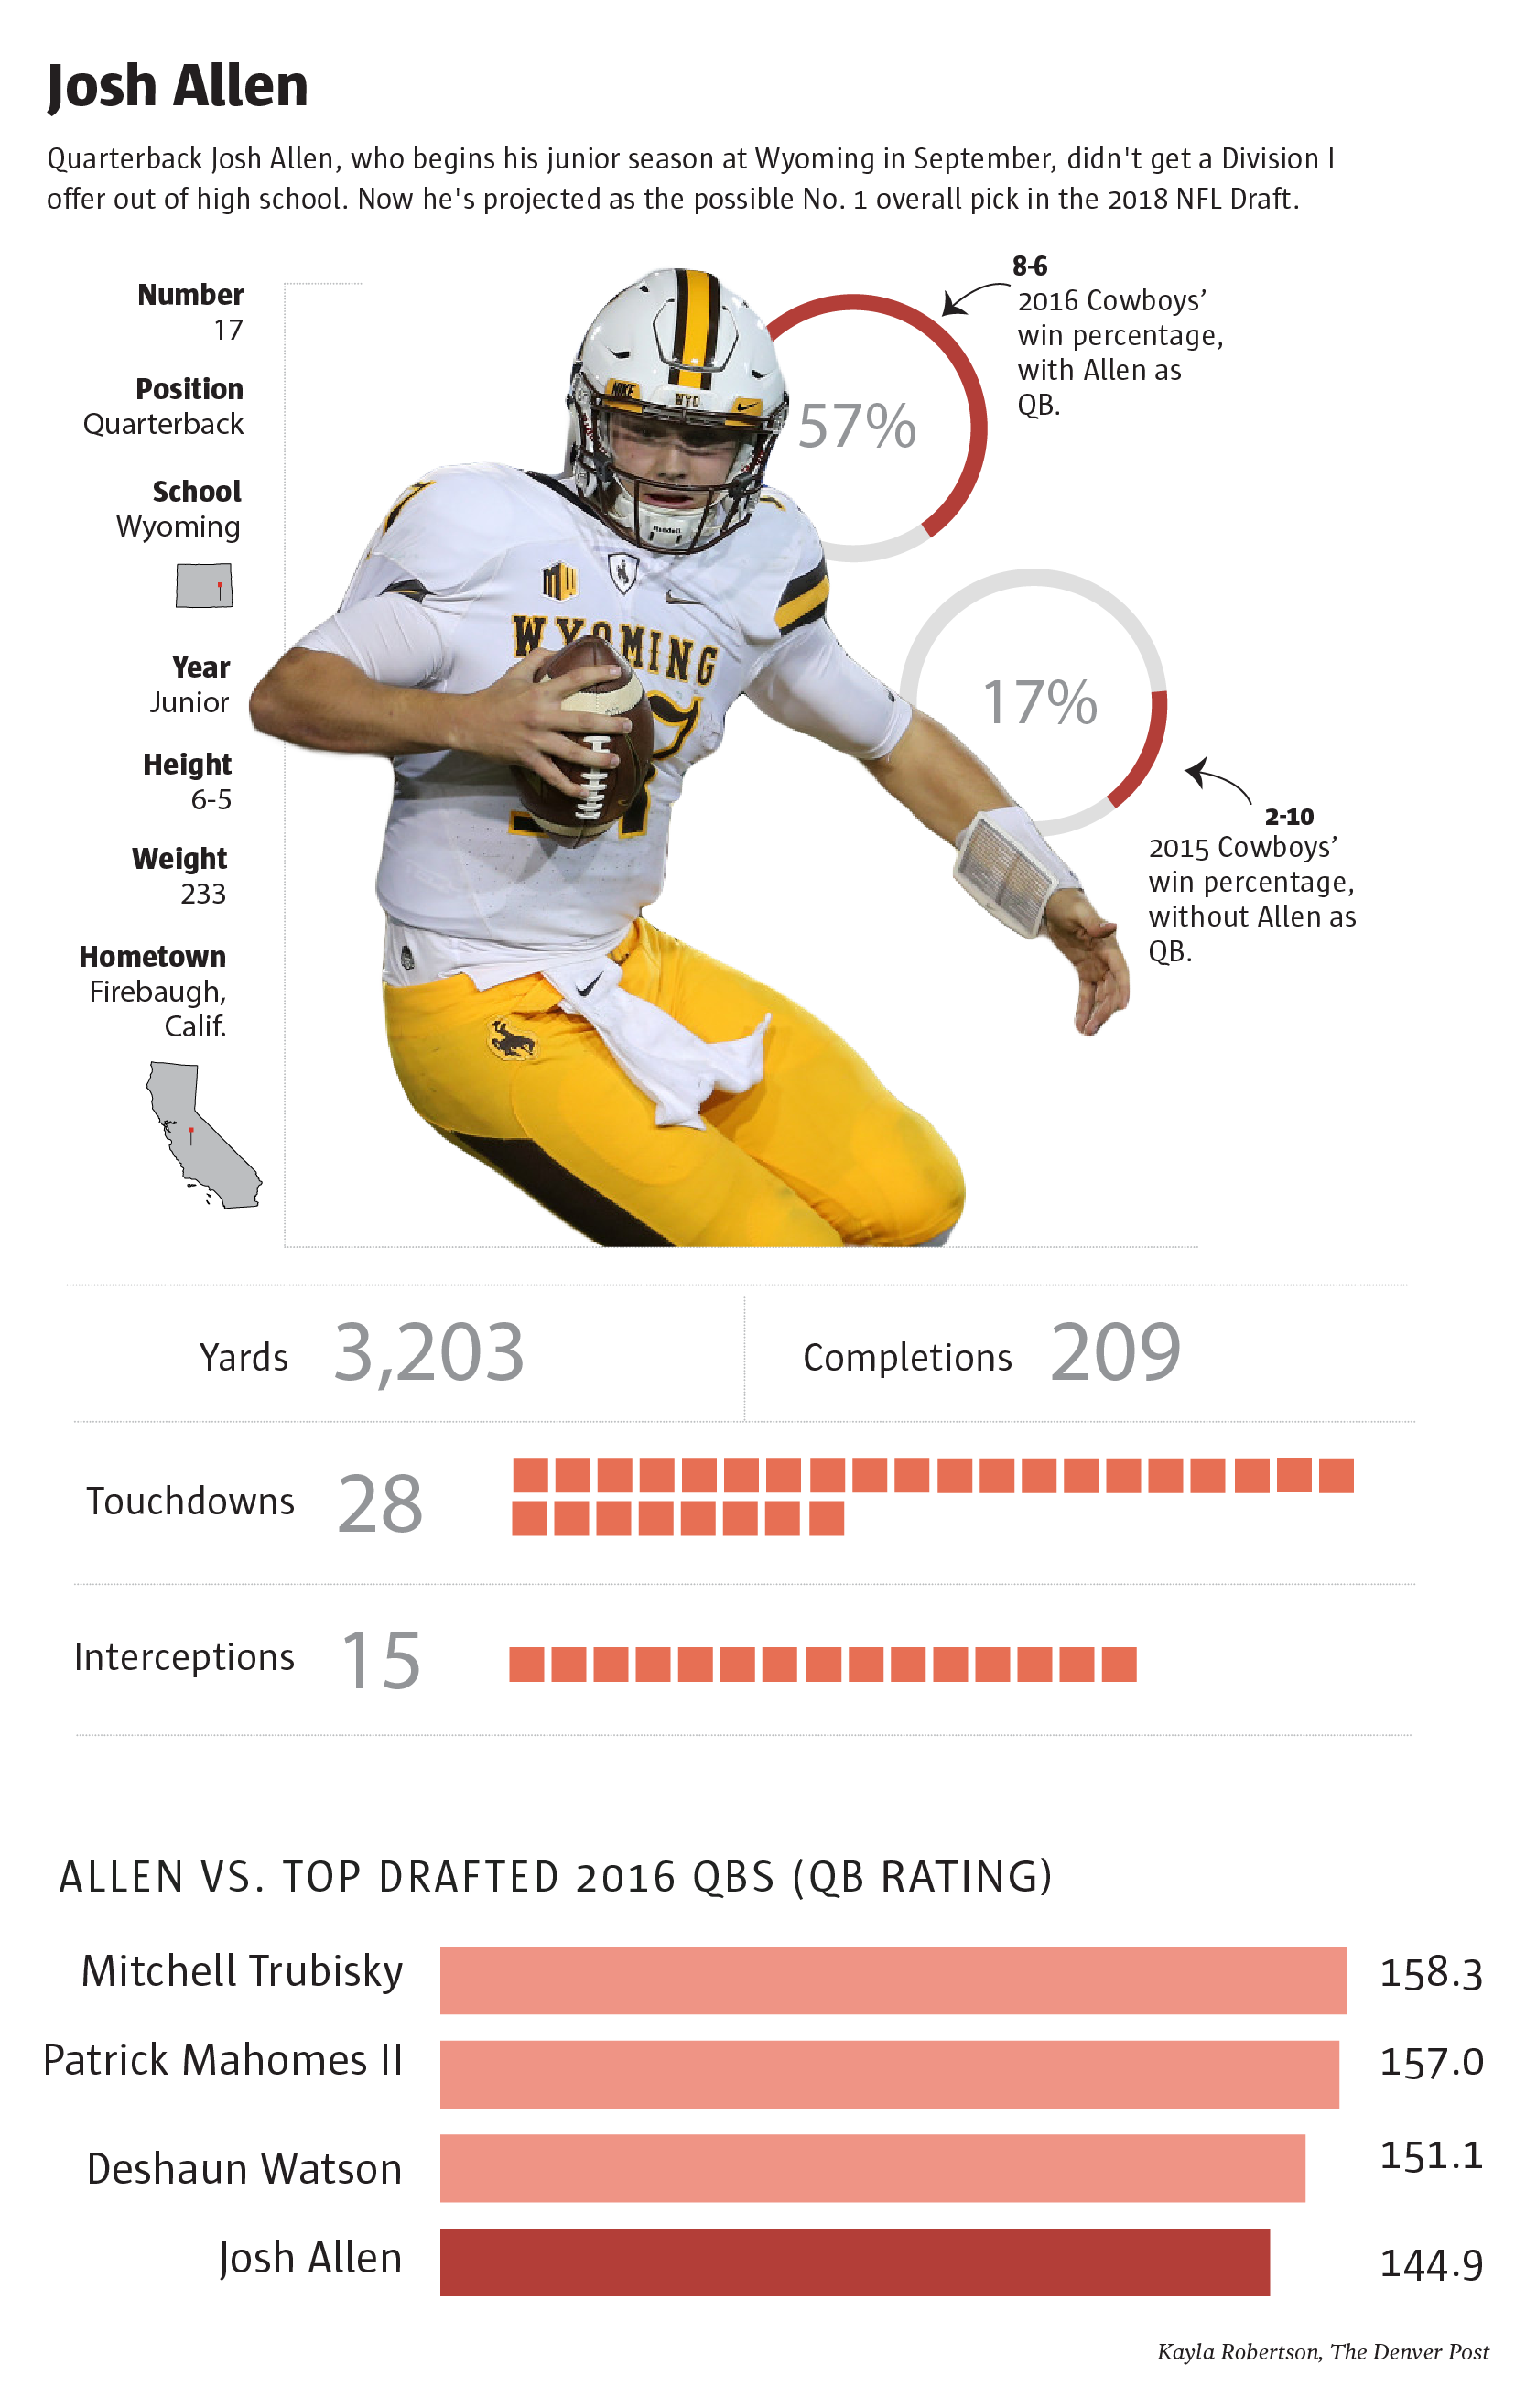 Josh Allen
Quarterback Josh Allen, who begins his junior season at Wyoming in September, didn't get a Division I
offer out of high school. Now he's projected as the possible No. 1 overall pick in the 2018 NFL Draft.
Number
17
Position
Quarterback
School
Wyoming
Year
Junior
Height
6-5
Weight
233
Hometown
Firebaugh,
Calif.
NIKE
WYO
Riddell
MW
WYOMING
17
57%
8-6
2016 Cowboys’
win percentage,
with Allen as
QB.
17%
2-10
2015 Cowboys’
win percentage,
without Allen as
QB.
Yards 3,203
Completions 209
Touchdowns 28
Interceptions 15
ALLEN VS. TOP DRAFTED 2016 QBS (QB RATING)
Mitchell Trubisky 158.3
Patrick Mahomes II 157.0
Deshaun Watson 151.1
Josh Allen 144.9
Kayla Robertson, The Denver Post